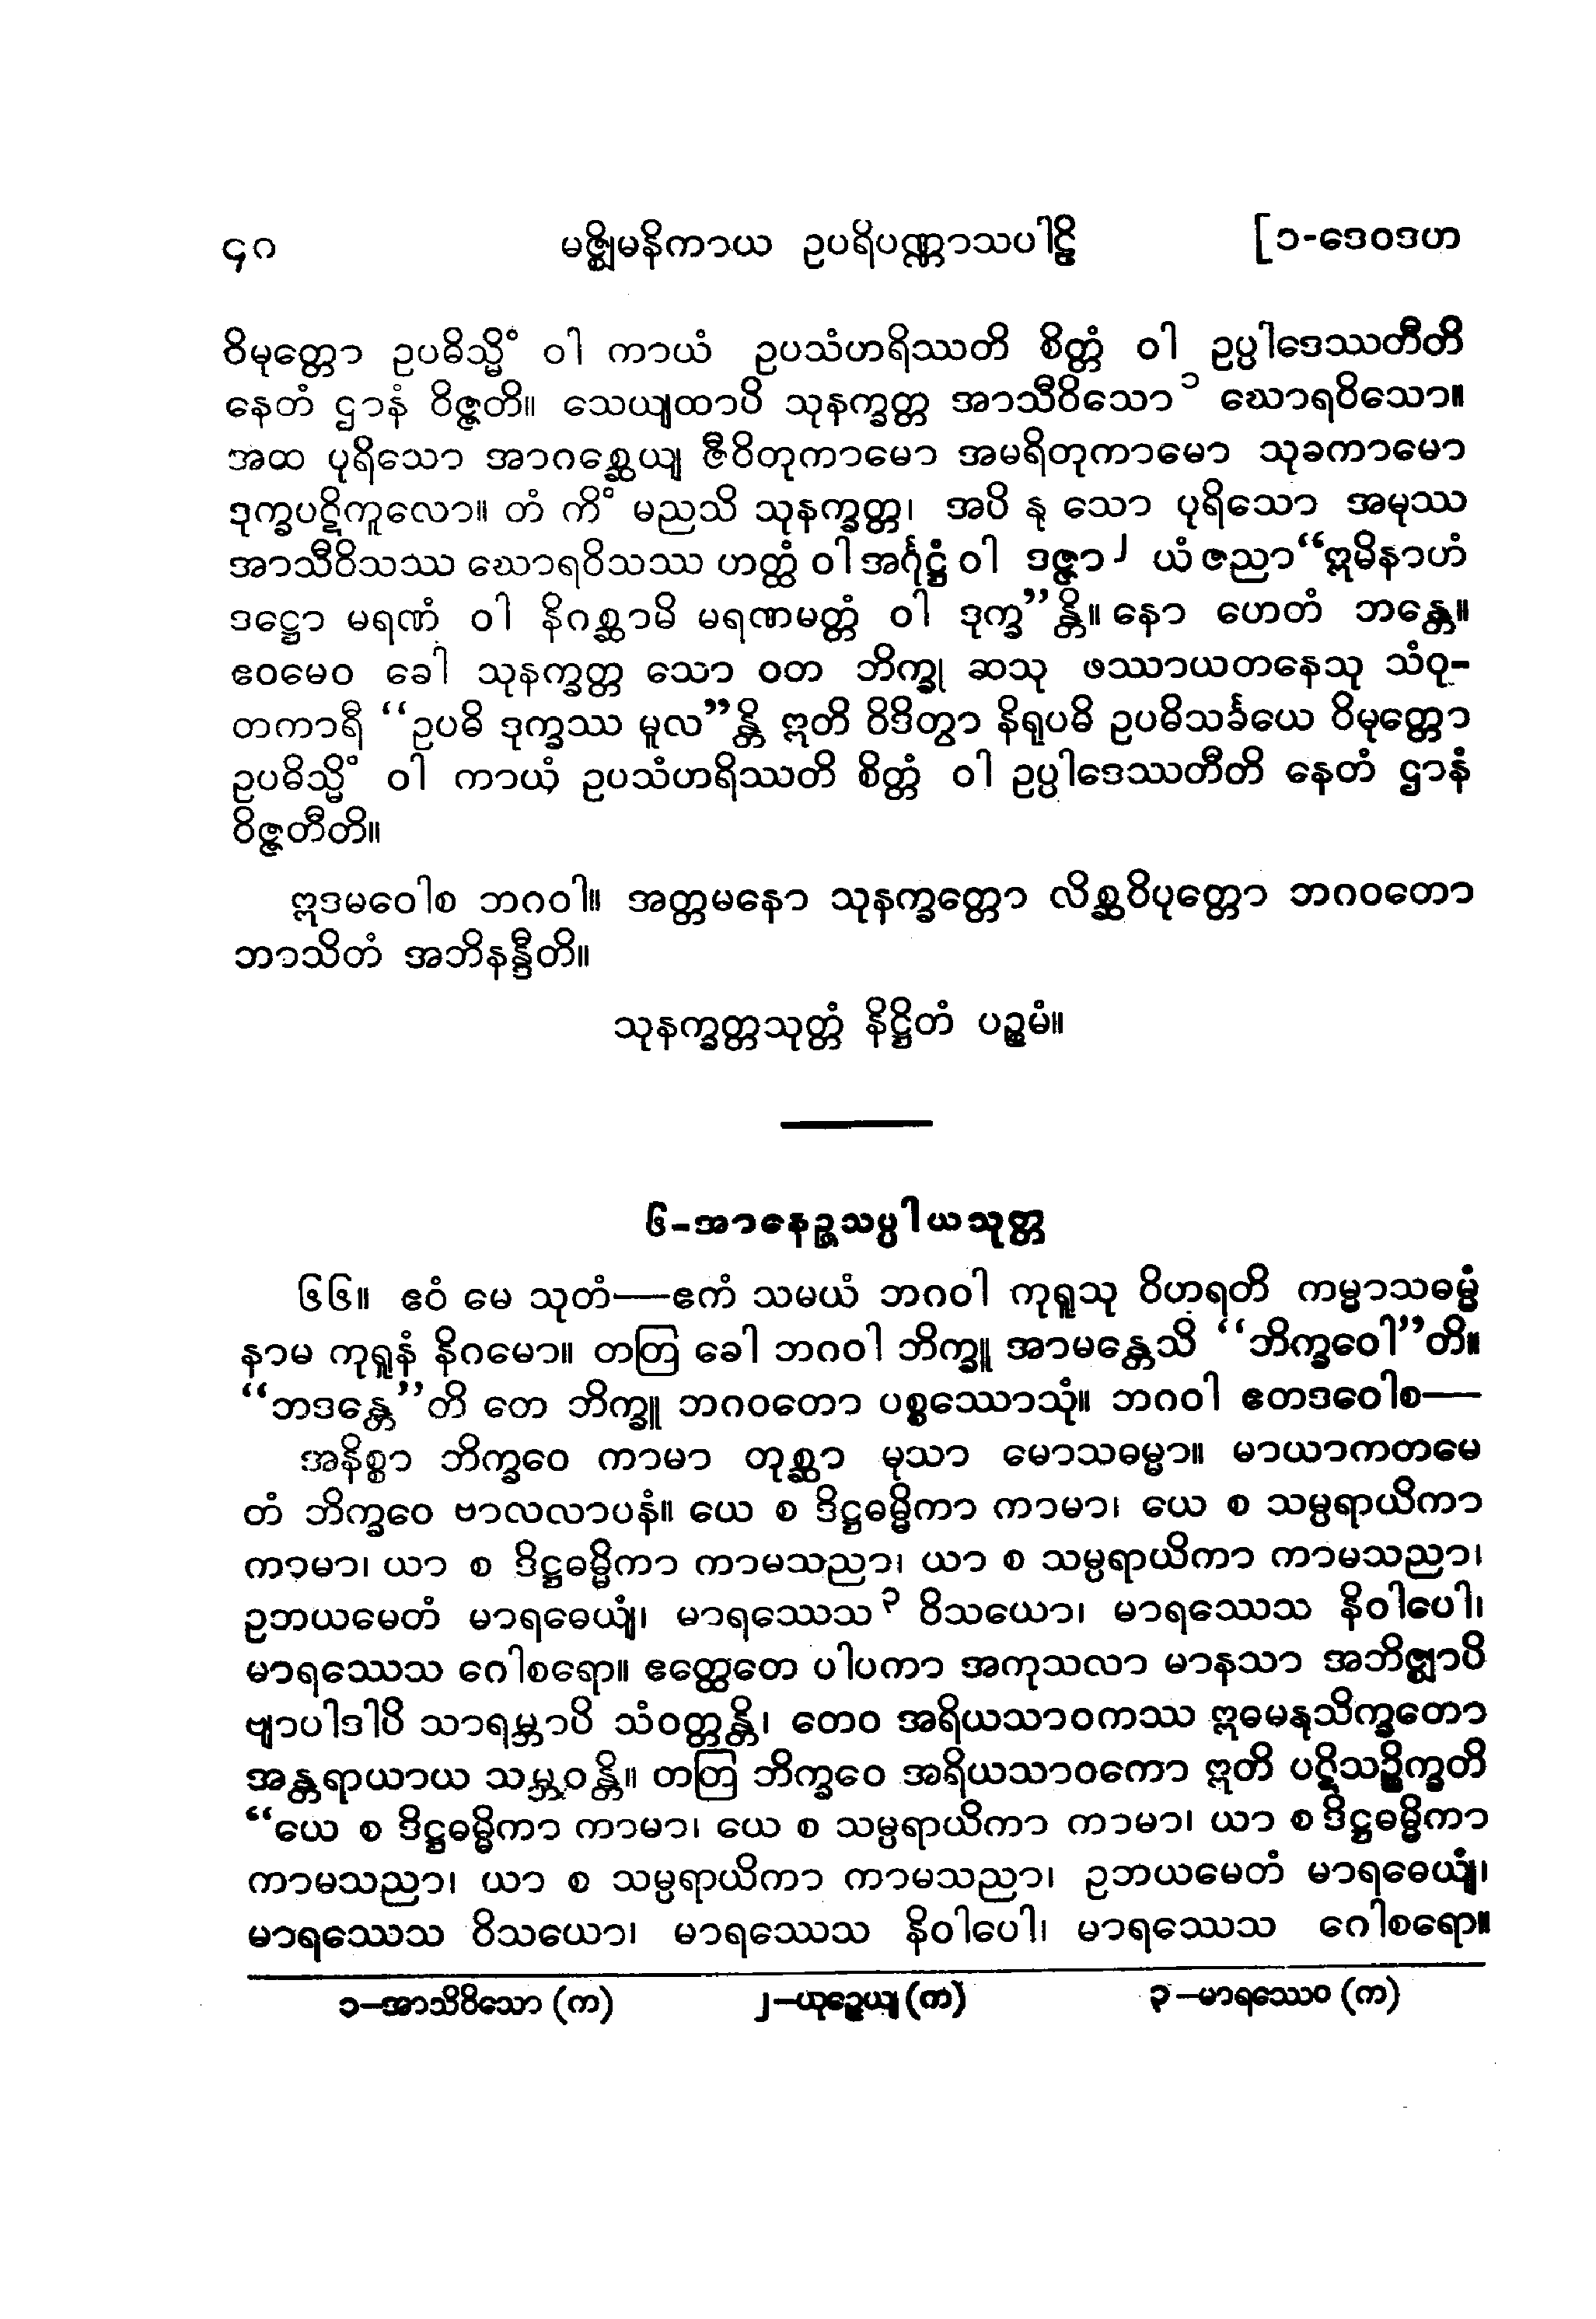 ၄၈ မဇ္ဈိမနိကာယ ဥပရိပဏ္ဏာသပါဠိ [၁-ဒေဝဒဟ
ဝိမုတ္တော ဥပဓိသ္မိံ ဝါ ကာယံ ဥပသံဟရိဿတိ စိတ္တံ ဝါ ဥပ္ပါဒေဿတီတိ
နေတံ ဌာနံ ဝိဇ္ဇတိ။ သေယျထာပိ သုနက္ခတ္တ အာသီဝိသော ၁ ဃောရဝိသော။
အထ ပုရိသော အာဂစ္ဆေယျ ဇီဝိတုကာမော အမရိတုကာမော သုခကာမော
ဒုက္ခပဋိကူလော။ တံ ကိံ မညသိ သုနက္ခတ္တ၊ အပိ နု သော ပုရိသော အမုဿ
အာသီဝိသဿ ဃောရဝိသဿ ဟတ္ထံ ဝါ အင်္ဂုဋ္ဌံ ဝါ ဒဇ္ဇာ ၂ ယံ ဇညာ “ဣမိနာဟံ
ဒဋ္ဌော မရဏံ ဝါ နိဂစ္ဆာမိ မရဏမတ္တံ ဝါ ဒုက္ခ”န္တိ။ နော ဟေတံ ဘန္တေ။
ဧဝမေဝ ခေါ သုနက္ခတ္တ သော ဝတ ဘိက္ခု ဆသု ဖဿာယတနေသု သံဝု-
တကာရီ “ဥပဓိ ဒုက္ခဿ မူလ”န္တိ ဣတိ ဝိဒိတွာ နိရုပဓိ ဥပဓိသင်္ခယေ ဝိမုတ္တော
ဥပဓိသ္မိံ ဝါ ကာယံ ဥပသံဟရိဿတိ စိတ္တံ ဝါ ဥပ္ပါဒေဿတီတိ နေတံ ဌာနံ
ဝိဇ္ဇတီတိ။
ဣဒမဝေါစ ဘဂဝါ။ အတ္တမနော သုနက္ခတ္တော လိစ္ဆဝိပုတ္တော ဘဂဝတော
ဘာသိတံ အဘိနန္ဒီတိ။
သုနက္ခတ္တသုတ္တံ နိဋ္ဌိတံ ပဉ္စမံ။
၆-အာနေဉ္ဇသပ္ပါယသုတ္တ
၆၆။ ဧဝံ မေ သုတံ—ဧကံ သမယံ ဘဂဝါ ကုရူသု ဝိဟရတိ ကမ္မာသဓမ္မံ
နာမ ကုရူနံ နိဂမော။ တတြ ခေါ ဘဂဝါ ဘိက္ခူ အာမန္တေသိ “ဘိက္ခဝေါ”တိ။
“ဘဒန္တေ”တိ တေ ဘိက္ခူ ဘဂဝတော ပစ္စဿောသုံ။ ဘဂဝါ ဧတဒဝေါစ—
အနိစ္စာ ဘိက္ခဝေ ကာမာ တုစ္ဆာ မုသာ မောသဓမ္မာ။ မာယာကတမေ
တံ ဘိက္ခဝေ ဗာလလာပနံ။ ယေ စ ဒိဋ္ဌဓမ္မိကာ ကာမာ၊ ယေ စ သမ္ပရာယိကာ
ကာမာ၊ ယာ စ ဒိဋ္ဌဓမ္မိကာ ကာမသညာ၊ ယာ စ သမ္ပရာယိကာ ကာမသညာ၊
ဥဘယမေတံ မာရဓေယျံ၊ မာရဿေသ ၃ ဝိသယော၊ မာရဿေသ နိဝါပေါ၊
မာရဿေသ ဂေါစရော။ ဧတ္ထေတေ ပါပကာ အကုသလာ မာနသာ အဘိဇ္ဈာပိ
ဗျာပါဒါပိ သာရမ္ဘာပိ သံဝတ္တန္တိ၊ တေဝ အရိယသာဝကဿ ဣဓမနုသိက္ခတော
အန္တရာယာယ သမ္ဘဝန္တိ။ တတြ ဘိက္ခဝေ အရိယသာဝကော ဣတိ ပဋိသဉ္စိက္ခတိ
“ယေ စ ဒိဋ္ဌဓမ္မိကာ ကာမာ၊ ယေ စ သမ္ပရာယိကာ ကာမာ၊ ယာ စ ဒိဋ္ဌဓမ္မိကာ
ကာမသညာ၊ ယာ စ သမ္ပရာယိကာ ကာမသညာ၊ ဥဘယမေတံ မာရဓေယျံ၊
မာရဿေသ ဝိသယော၊ မာရဿေသ နိဝါပေါ၊ မာရဿေသ ဂေါစရော။
၁—အာသိဝိသော (က) ၂—ယုဉ္ဇေယျ (က) ၃—မာရဿေဝ (က)